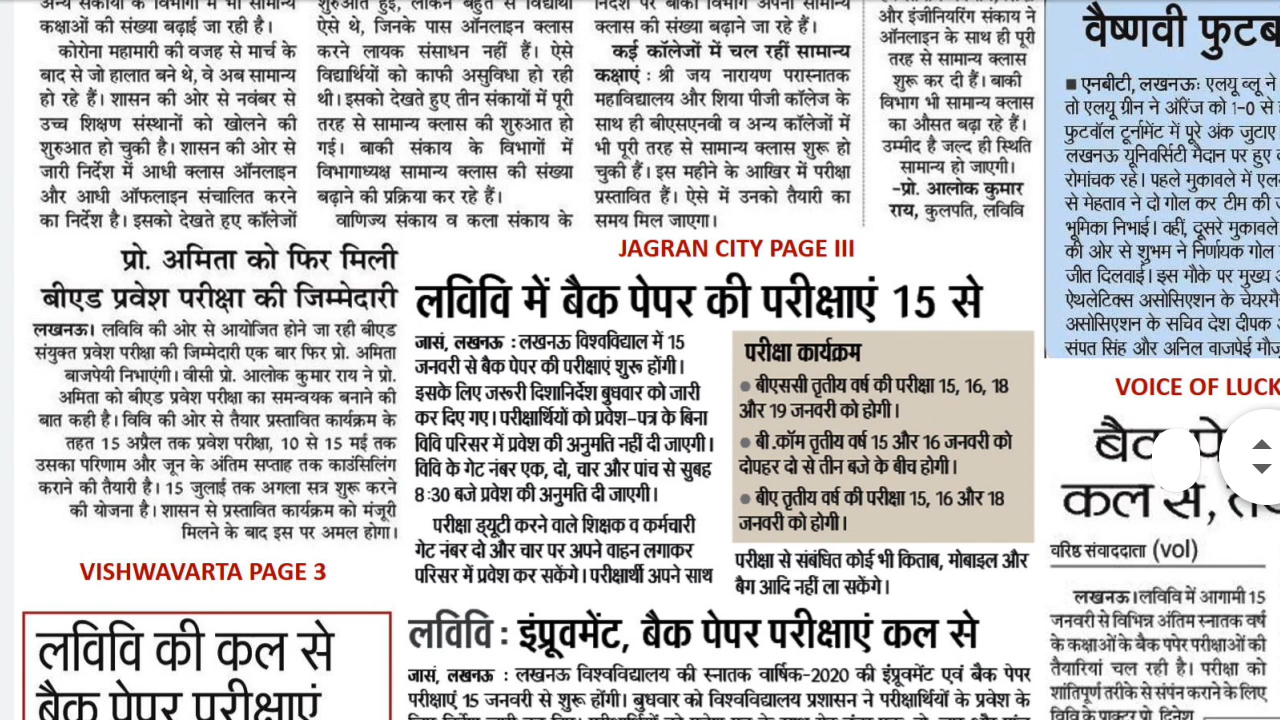 अन्य संकायों के विभागों में भी सामान्य
कक्षाओं की संख्या बढ़ाई जा रही है।
कोरोना महामारी की वजह से मार्च के
बाद से जो हालात बने थे, वे अब सामान्य
हो रहे हैं। शासन की ओर से नवंबर से
उच्च शिक्षण संस्थानों को खोलने की
शुरुआत हो चुकी है। शासन की ओर से
जारी निर्देश में आधी क्लास ऑनलाइन
और आधी ऑफलाइन संचालित करने
का निर्देश है। इसको देखते हुए कॉलेजों
शुरुआत हुई, लेकिन बहुत से विद्यार्थी
ऐसे थे, जिनके पास ऑनलाइन क्लास
करने लायक संसाधन नहीं हैं। ऐसे
विद्यार्थियों को काफी असुविधा हो रही
थी। इसको देखते हुए तीन संकायों में पूरी
तरह से सामान्य क्लास की शुरुआत हो
गई। बाकी संकाय के विभागों में
विभागाध्यक्ष सामान्य क्लास की संख्या
बढ़ाने की प्रक्रिया कर रहे हैं।
वाणिज्य संकाय व कला संकाय के
निर्देश पर बाकी विभाग अपनी सामान्य
क्लास की संख्या बढ़ाने जा रहे हैं।
कई कॉलेजों में चल रहीं सामान्य
कक्षाएं : श्री जय नारायण परास्नातक
महाविद्यालय और शिया पीजी कॉलेज के
साथ ही बीएसएनवी व अन्य कॉलेजों में
भी पूरी तरह से सामान्य क्लास शुरू हो
चुकी हैं। इस महीने के आखिर में परीक्षा
प्रस्तावित हैं। ऐसे में उनको तैयारी का
समय मिल जाएगा।
और इंजीनियरिंग संकाय ने
ऑनलाइन के साथ ही पूरी
तरह से सामान्य क्लास
शुरू कर दी हैं। बाकी
विभाग भी सामान्य क्लास
का औसत बढ़ा रहे हैं।
उम्मीद है जल्द ही स्थिति
सामान्य हो जाएगी।
-प्रो. आलोक कुमार
राय, कुलपति, लविवि
वैष्णवी फुटब
■ एनबीटी, लखनऊः एलयू ब्लू ने
तो एलयू ग्रीन ने ऑरेंज को 1-0 से
फुटबॉल टूर्नामेंट में पूरे अंक जुटाए
लखनऊ यूनिवर्सिटी मैदान पर हुए
रोमांचक रहे। पहले मुकाबले में एल
से मेहताब ने दो गोल कर टीम की
भूमिका निभाई। वहीं, दूसरे मुकाबले
की ओर से शुभम ने निर्णायक गोल
जीत दिलवाई। इस मौके पर मुख्य
ऐथलेटिक्स असोसिएशन के चेयरमै
असोसिएशन के सचिव देश दीपक
संपत सिंह और अनिल वाजपेई मौज
प्रो. अमिता को फिर मिली
बीएड प्रवेश परीक्षा की जिम्मेदारी
लखनऊ। लविवि की ओर से आयोजित होने जा रही बीएड
संयुक्त प्रवेश परीक्षा की जिम्मेदारी एक बार फिर प्रो. अमिता
बाजपेयी निभाएंगी। वीसी प्रो. आलोक कुमार राय ने प्रो.
अमिता को बीएड प्रवेश परीक्षा का समन्वयक बनाने की
बात कही है। विवि की ओर से तैयार प्रस्तावित कार्यक्रम के
तहत 15 अप्रैल तक प्रवेश परीक्षा, 10 से 15 मई तक
उसका परिणाम और जून के अंतिम सप्ताह तक काउंसिलिंग
कराने की तैयारी है। 15 जुलाई तक अगला सत्र शुरू करने
की योजना है। शासन से प्रस्तावित कार्यक्रम को मंजूरी
मिलने के बाद इस पर अमल होगा।
VISHWAVARTA PAGE 3
लविवि की कल से
बैक पेपर परीक्षाएं
JAGRAN CITY PAGE III
लविवि में बैक पेपर की परीक्षाएं 15 से
जासं, लखनऊ : लखनऊ विश्वविद्याल में 15
जनवरी से बैक पेपर की परीक्षाएं शुरू होंगी।
इसके लिए जरूरी दिशानिर्देश बुधवार को जारी
कर दिए गए। परीक्षार्थियों को प्रवेश-पत्र के बिना
विवि परिसर में प्रवेश की अनुमति नहीं दी जाएगी।
विवि के गेट नंबर एक, दो, चार और पांच से सुबह
8:30 बजे प्रवेश की अनुमति दी जाएगी।
परीक्षा ड्यूटी करने वाले शिक्षक व कर्मचारी
गेट नंबर दो और चार पर अपने वाहन लगाकर
परिसर में प्रवेश कर सकेंगे। परीक्षार्थी अपने साथ
परीक्षा कार्यक्रम
● बीएससी तृतीय वर्ष की परीक्षा 15, 16, 18
और 19 जनवरी को होगी।
● बी.कॉम तृतीय वर्ष 15 और 16 जनवरी को
दोपहर दो से तीन बजे के बीच होगी।
● बीए तृतीय वर्ष की परीक्षा 15, 16 और 18
जनवरी को होगी।
परीक्षा से संबंधित कोई भी किताब, मोबाइल और
बैग आदि नहीं ला सकेंगे।
लविवि : इंप्रूवमेंट, बैक पेपर परीक्षाएं कल से
जासं, लखनऊ : लखनऊ विश्वविद्यालय की स्नातक वार्षिक-2020 की इंप्रूवमेंट एवं बैक पेपर
परीक्षाएं 15 जनवरी से शुरू होंगी। बुधवार को विश्वविद्यालय प्रशासन ने परीक्षार्थियों के प्रवेश के
VOICE OF LUCK
बैक पे
कल से,
वरिष्ठ संवाददाता (vol)
लखनऊ।लविवि में आगामी 15
जनवरी से विभिन्न अंतिम स्नातक वर्ष
के कक्षाओं के बैक पपेर परीक्षाओं की
तैयारियां चल रही है। परीक्षा को
शांतिपूर्ण तरीके से संपंन कराने के लिए
विवि के प्राक्टर प्रो. दिनेश